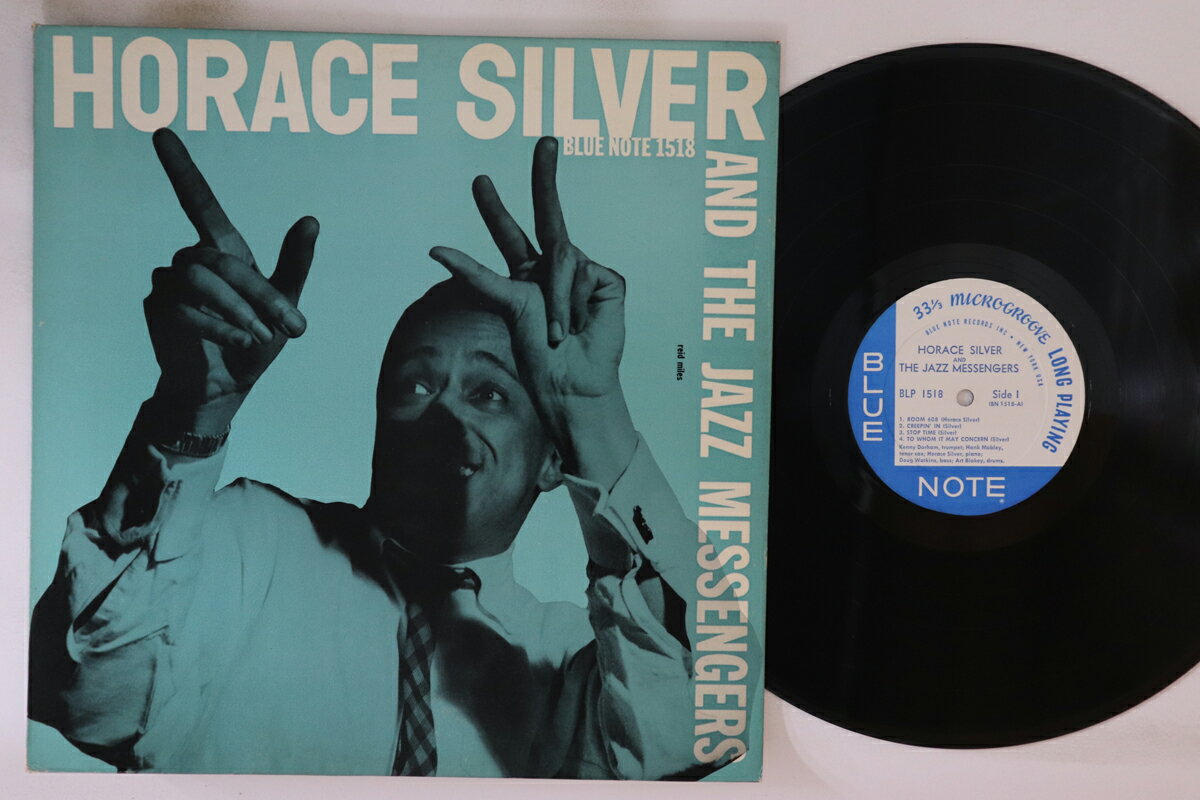 HORACE SILVER
BLUE NOTE 1518
AND THE JAZZ MESSENGERS
reid miles
33⅓ MICROGROOVE LONG PLAYING
BLUE NOTE RECORDS INC • NEW YORK USA
HORACE SILVER
AND
THE JAZZ MESSENGERS
BLP 1518 Side 1
(BN 1518-A)
1. ROOM 608 (Horace Silver)
2. CREEPIN' IN (Silver)
3. STOP TIME (Silver)
4. TO WHOM IT MAY CONCERN (Silver)
Kenny Dorham, trumpet; Hank Mobley,
tenor sax; Horace Silver, piano;
Doug Watkins, bass; Art Blakey, drums.
BLUE
NOTE